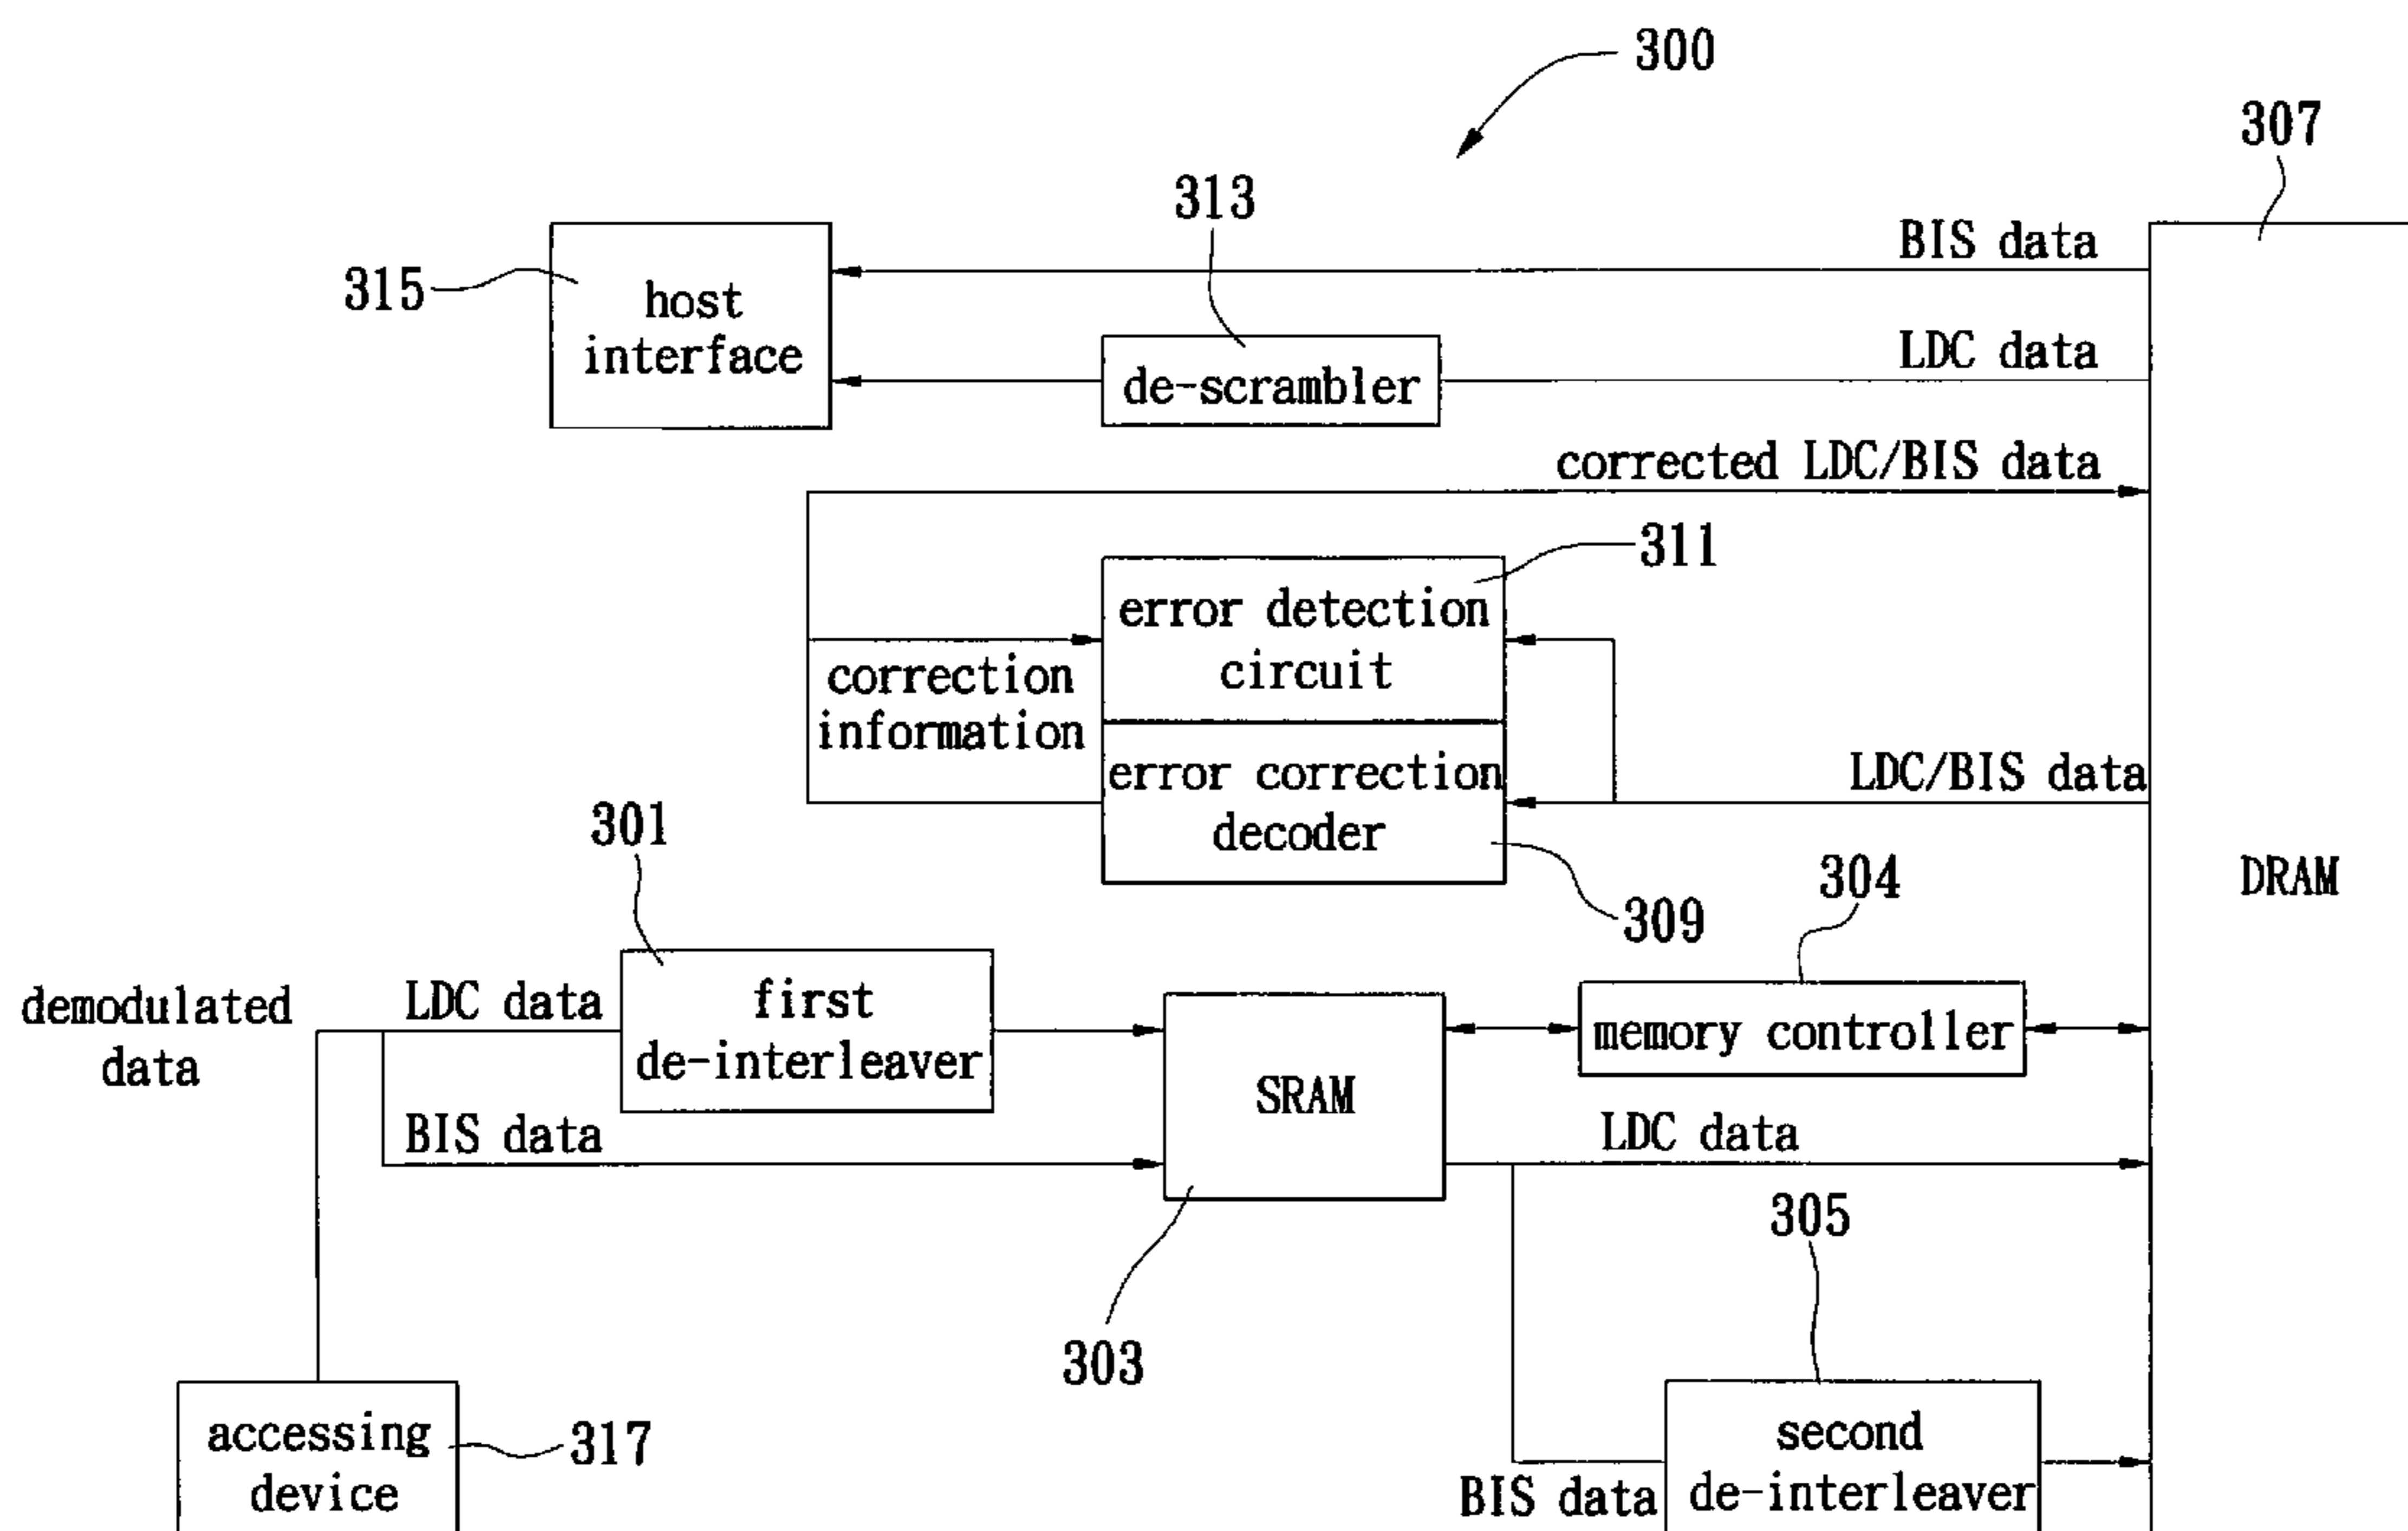 300
307
313
BIS data
315
host
interface
LDC data
de-scrambler
corrected LDC/BIS data
311
error detection
circuit
correction
information
error correction
decoder
LDC/BIS data
301
304
DRAM
309
demodulated
data
LDC data
first
de-interleaver
memory controller
SRAM
BIS data
LDC data
305
303
accessing
device
317
second
de-interleaver
BIS data